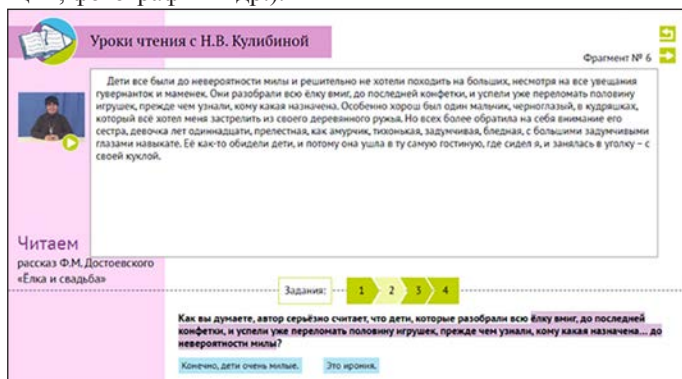 Уроки чтения с Н.В. Кулибиной
Фрагмент № 6
Дети все были до невероятности милы и решительно не хотели походить на больших, несмотря на все увещания
гувернанток и маменек. Они разобрали всю ёлку вмиг, до последней конфетки, и успели уже переломать половину
игрушек, прежде чем узнали, кому какая назначена. Особенно хорош был один мальчик, черноглазый, в кудряшках,
который всё хотел меня застрелить из своего деревянного ружья. Но всех более обратила на себя внимание его
сестра, девочка лет одиннадцати, прелестная, как амурчик, тихонькая, задумчивая, бледная, с большими задумчивыми
глазами навыкате. Её как-то обидели дети, и потому она ушла в ту самую гостиную, где сидел я, и занялась в уголку – с
своей куклой.
Читаем
рассказ Ф.М. Достоевского
«Ёлка и свадьба»
Задания: 1 2 3 4
Как вы думаете, автор серьёзно считает, что дети, которые разобрали всю ёлку вмиг, до последней
конфетки, и успели уже переломать половину игрушек, прежде чем узнали, кому какая назначена... до
невероятности милы?
Конечно, дети очень милые. Это ирония.